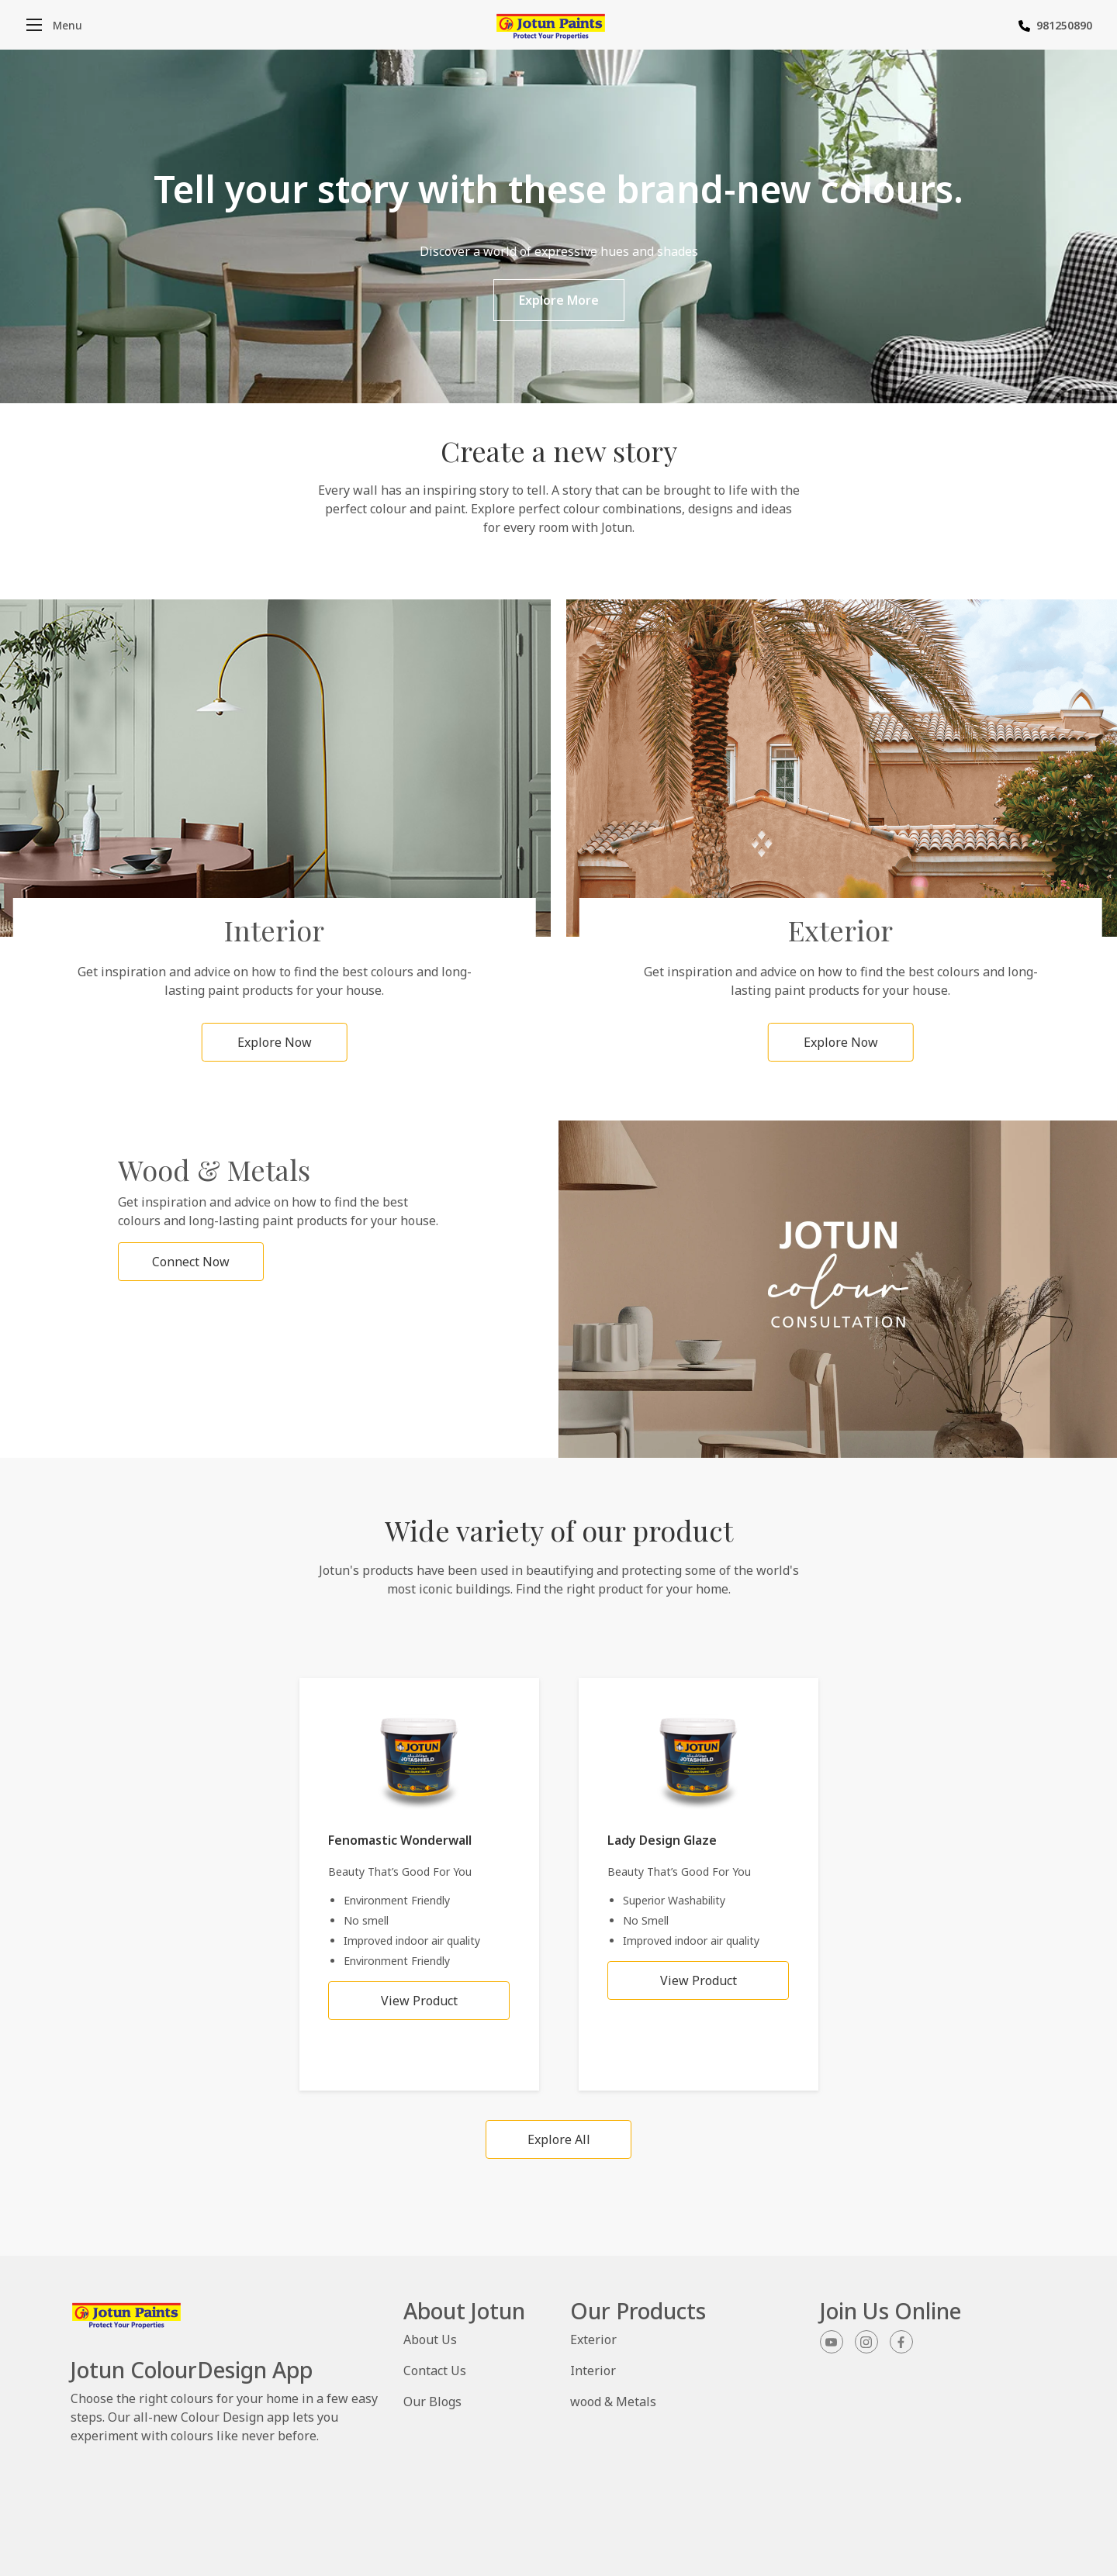 Menu
Jotun Paints
Protect Your Properties
981250890
Tell your story with these brand-new colours.
Discover a world of expressive hues and shades
Explore More
Create a new story
Every wall has an inspiring story to tell. A story that can be brought to life with the
perfect colour and paint. Explore perfect colour combinations, designs and ideas
for every room with Jotun.
Interior
Get inspiration and advice on how to find the best colours and long-
lasting paint products for your house.
Explore Now
Exterior
Get inspiration and advice on how to find the best colours and long-
lasting paint products for your house.
Explore Now
Wood & Metals
Get inspiration and advice on how to find the best
colours and long-lasting paint products for your house.
Connect Now
JOTUN
colour
CONSULTATION
Wide variety of our product
Jotun's products have been used in beautifying and protecting some of the world's
most iconic buildings. Find the right product for your home.
JOTUN
JOTASHIELD
Fenomastic Wonderwall
Beauty That’s Good For You
Environment Friendly
No smell
Improved indoor air quality
Environment Friendly
View Product
JOTUN
JOTASHIELD
Lady Design Glaze
Beauty That’s Good For You
Superior Washability
No Smell
Improved indoor air quality
View Product
Explore All
Jotun Paints
Protect Your Properties
Jotun ColourDesign App
Choose the right colours for your home in a few easy
steps. Our all-new Colour Design app lets you
experiment with colours like never before.
About Jotun
About Us
Contact Us
Our Blogs
Our Products
Exterior
Interior
wood & Metals
Join Us Online